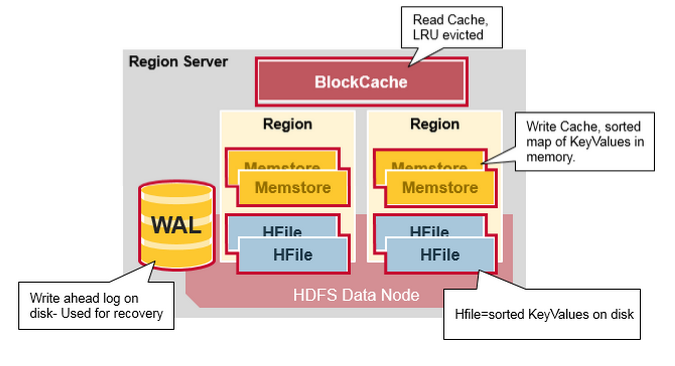 Read Cache,
LRU evicted
Region Server
BlockCache
Region
Region
Write Cache, sorted
map of KeyValues in
memory.
Memstore
Memstore
Memstore
Memstore
WAL
HFile
HFile
HFile
HFile
Write ahead log on
disk- Used for recovery
HDFS Data Node
Hfile=sorted KeyValues on disk